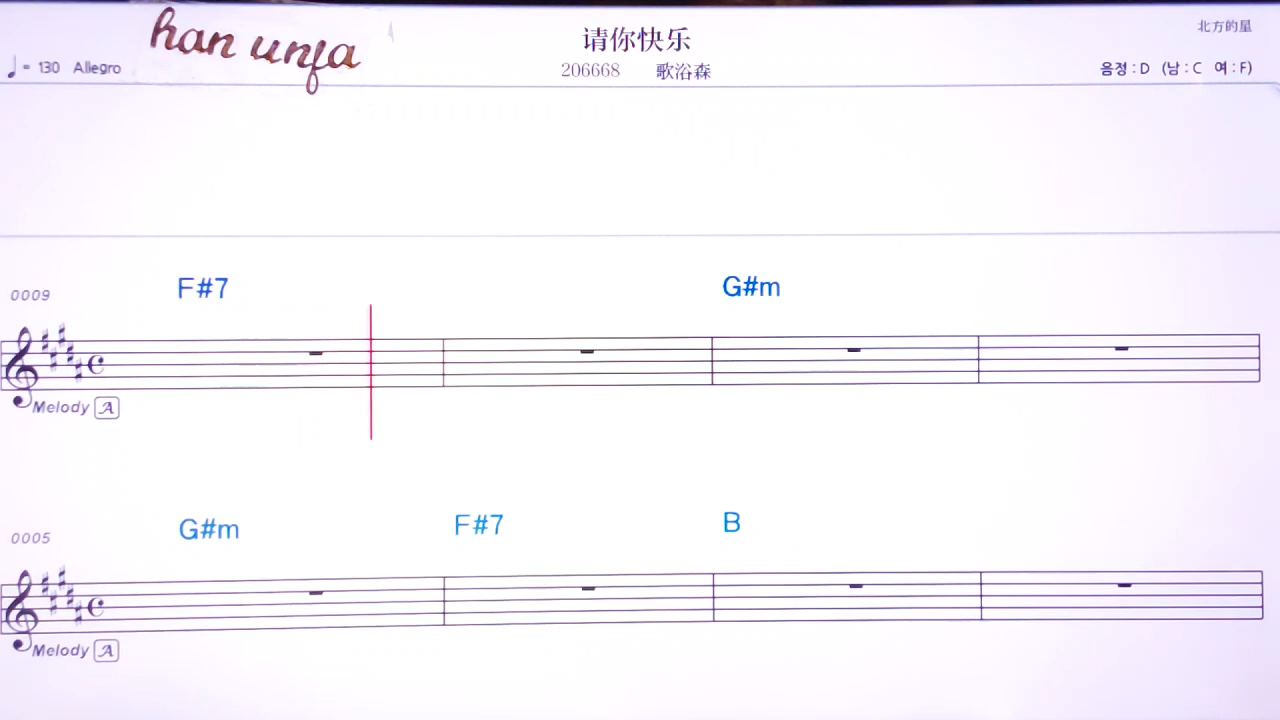 han unfa
请你快乐
北方的星
♩= 130 Allegro
206668 歌浴森
음정 : D (남 : C 여 : F)
0009
F#7 G#m
Melody A
0005
G#m F#7 B
Melody A